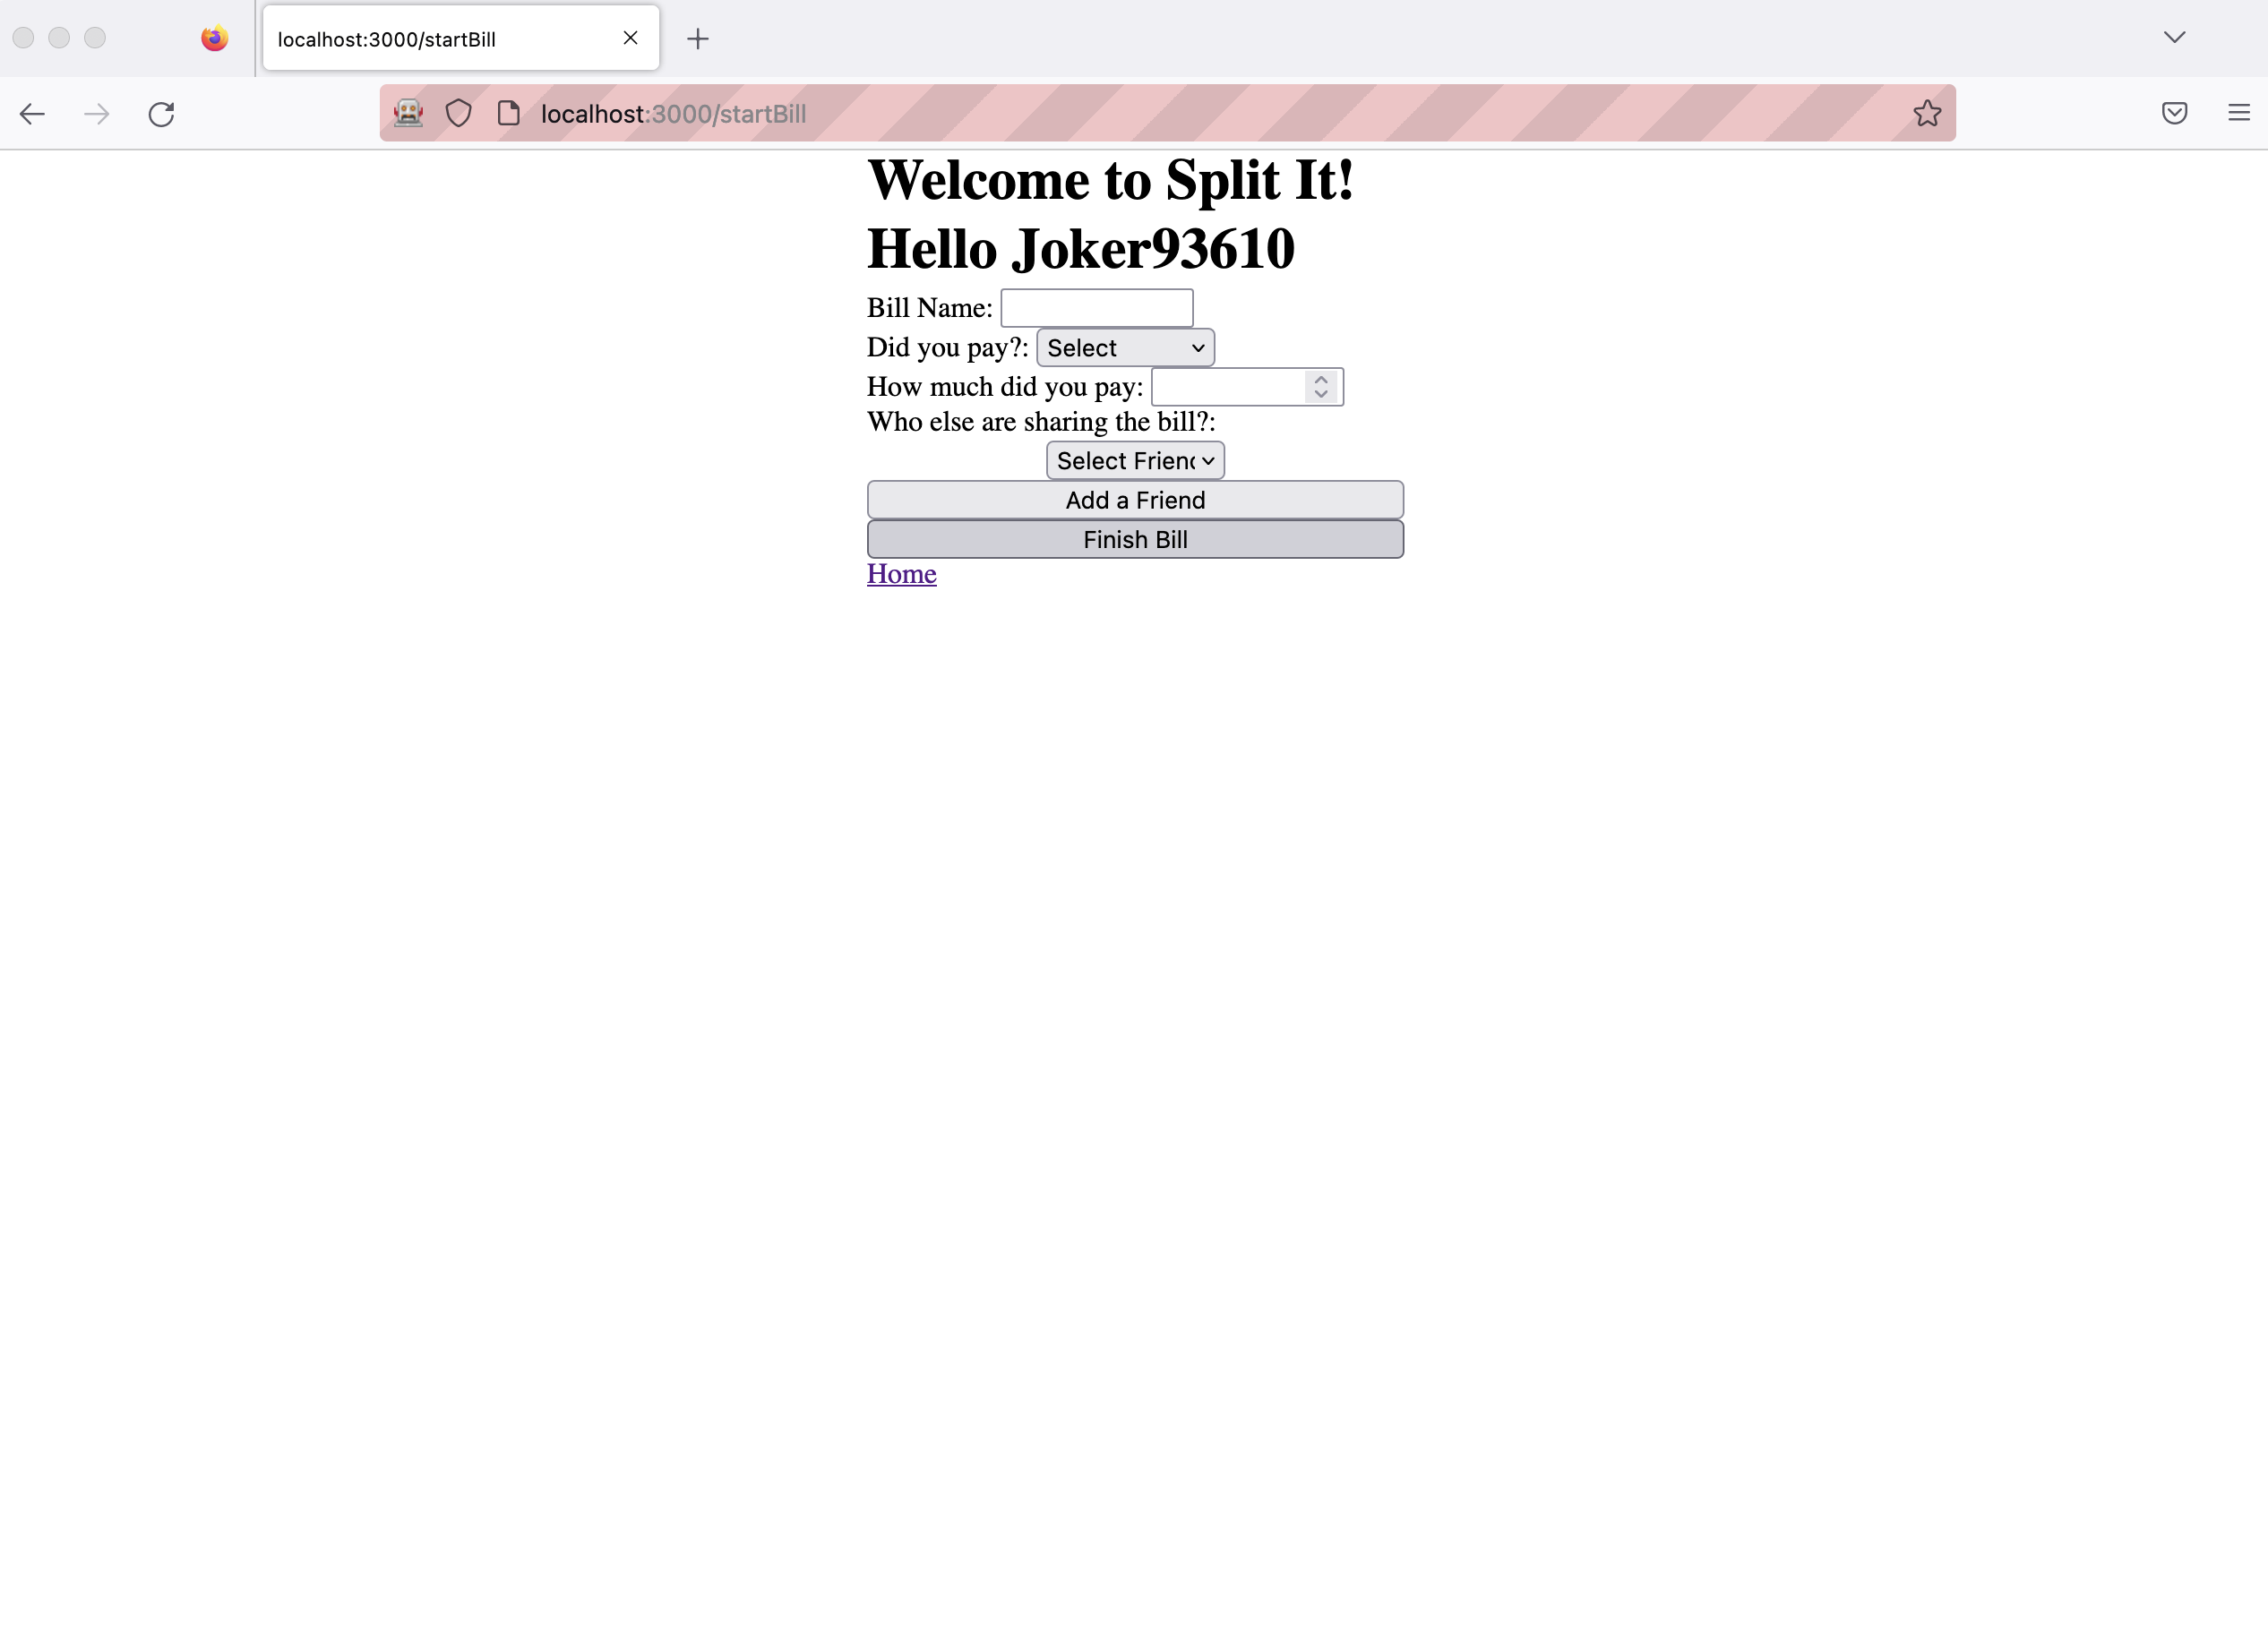 localhost:3000/startBill
localhost:3000/startBill
Welcome to Split It!
Hello Joker93610
Bill Name:
Did you pay?: Select
How much did you pay:
Who else are sharing the bill?:
Select Frien
Add a Friend
Finish Bill
Home